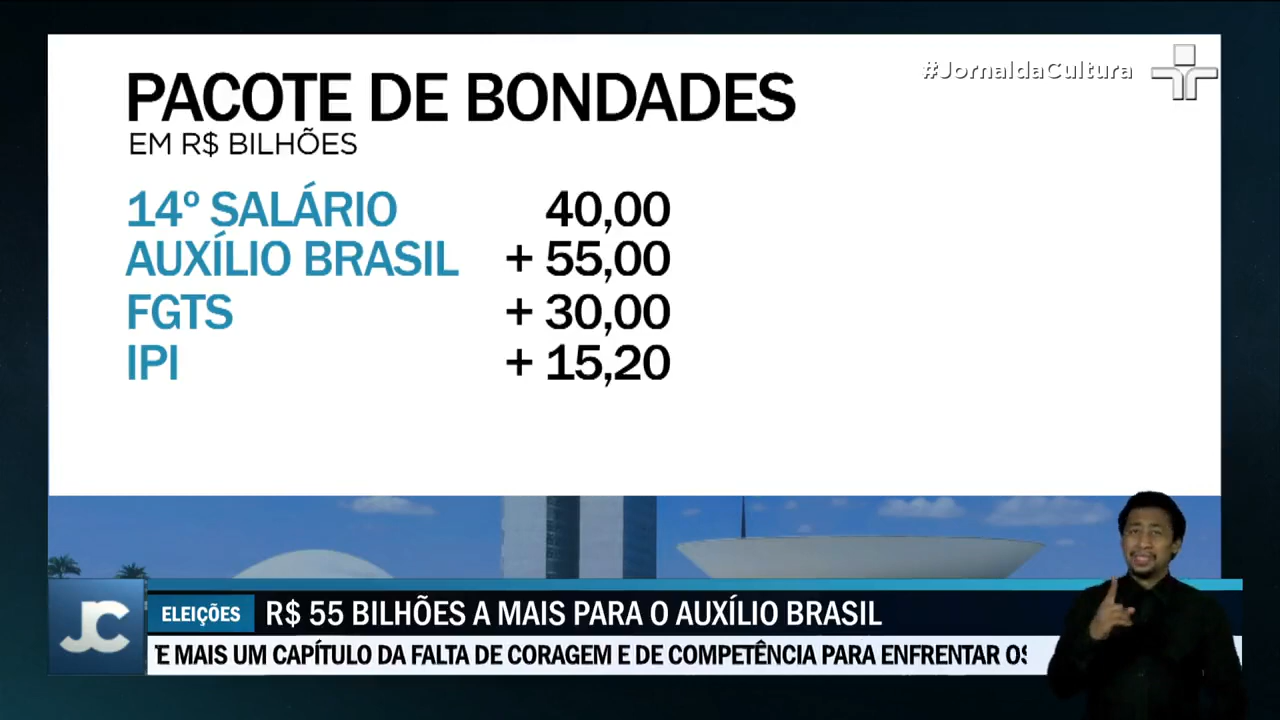 #JornaldaCultura
PACOTE DE BONDADES
EM R$ BILHÕES
14º SALÁRIO 40,00
AUXÍLIO BRASIL + 55,00
FGTS + 30,00
IPI + 15,20
JC
ELEIÇÕES R$ 55 BILHÕES A MAIS PARA O AUXÍLIO BRASIL
E MAIS UM CAPÍTULO DA FALTA DE CORAGEM E DE COMPETÊNCIA PARA ENFRENTAR OS